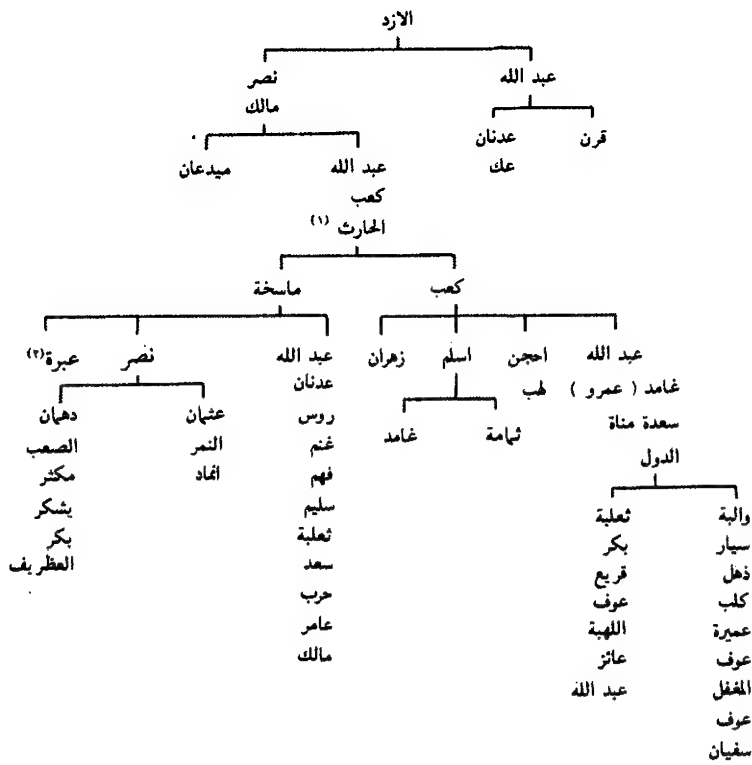 الازد
عبد الله
نصر
مالك
قرن
عدنان
عك
عبد الله
ميدعان
كعب
الحارث (١)
كعب
ماسخة
عبد الله
احجن
اسلم
زهران
عبد الله
نصر
عبرة (٢)
غامد ( عمرو )
لهب
سعدة مناة
الدول
ثمامة
غامد
عدنان
روس
غنم
فهم
سليم
ثعلبة
سعد
حرب
عامر
مالك
عثمان
النمر
اثماد
دهمان
الصعب
مكثر
يشكر
بكر
العظريف
والبة
سيار
ذهل
كلب
عميرة
عوف
المغفل
عوف
سفيان
ثعلبة
بكر
قريع
عوف
اللهبة
عائز
عبد الله